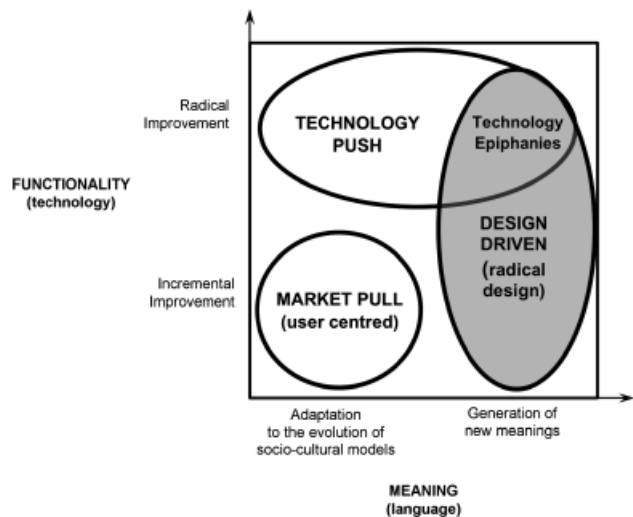 Radical
Improvement
TECHNOLOGY
PUSH
Technology
Epiphanies
FUNCTIONALITY
(technology)
DESIGN
DRIVEN
(radical
design)
Incremental
Improvement
MARKET PULL
(user centred)
Adaptation
to the evolution of
socio-cultural models
Generation of
new meanings
MEANING
(language)